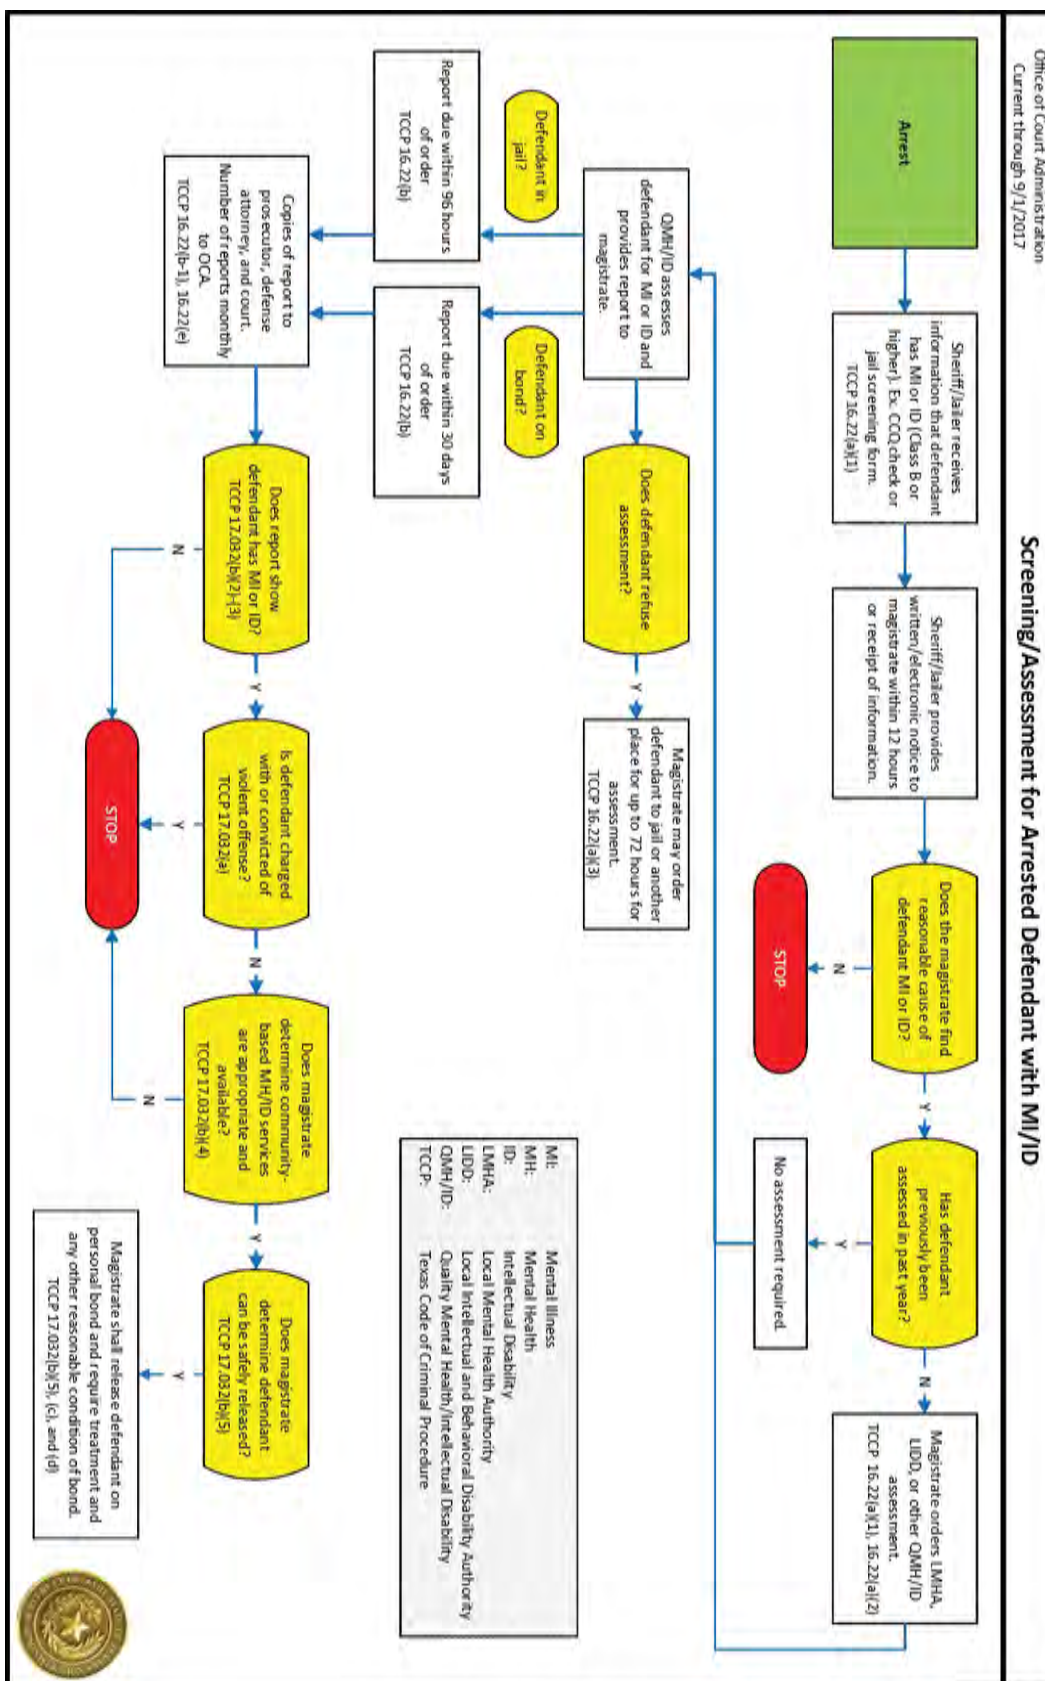 Office of Court Administration
Current through 9/1/2017
Screening/Assessment for Arrested Defendant with MI/ID
Arrest
Sheriff/Jailer receives
information that defendant
has MI or ID (Class B or
higher). Ex. CCQ check or
jail screening form.
TCCP 16.22(a)(1)
Sheriff/Jailer provides
written/electronic notice to
magistrate within 12 hours
or receipt of information.
Does the magistrate find
reasonable cause of
defendant MI or ID?
N
STOP
Y
Has defendant
previously been
assessed in past year?
Y
No assessment required.
N
Magistrate orders LMHA,
LIDD, or other QMH/ID
assessment.
TCCP 16.22(a)(1), 16.22(a)(2)
QMH/ID assesses
defendant for MI or ID and
provides report to
magistrate.
Does defendant refuse
assessment?
Y
Magistrate may order
defendant to jail or another
place for up to 72 hours for
assessment.
TCCP 16.22(a)(3)
Defendant in
jail?
Defendant on
bond?
Report due within 96 hours
of order
TCCP 16.22(b)
Report due within 30 days
of order
TCCP 16.22(b)
MI: Mental Illness
MH: Mental Health
ID: Intellectual Disability
LMHA: Local Mental Health Authority
LIDD: Local Intellectual and Behavioral Disability Authority
QMH/ID: Quality Mental Health/Intellectual Disability
TCCP: Texas Code of Criminal Procedure
Copies of report to
prosecutor, defense
attorney, and court.
Number of reports monthly
to OCA.
TCCP 16.22(b-1), 16.22(e)
Does report show
defendant has MI or ID?
TCCP 17.032(b)(2)-(3)
N
Y
Is defendant charged
with or convicted of
violent offense?
TCCP 17.032(a)
Y
STOP
N
Does magistrate
determine community-
based MH/ID services
are appropriate and
available?
TCCP 17.032(b)(4)
N
Y
Does magistrate
determine defendant
can be safely released?
TCCP 17.032(b)(5)
Y
Magistrate shall release defendant on
personal bond and require treatment and
any other reasonable condition of bond.
TCCP 17.032(b)(5), (c), and (d)